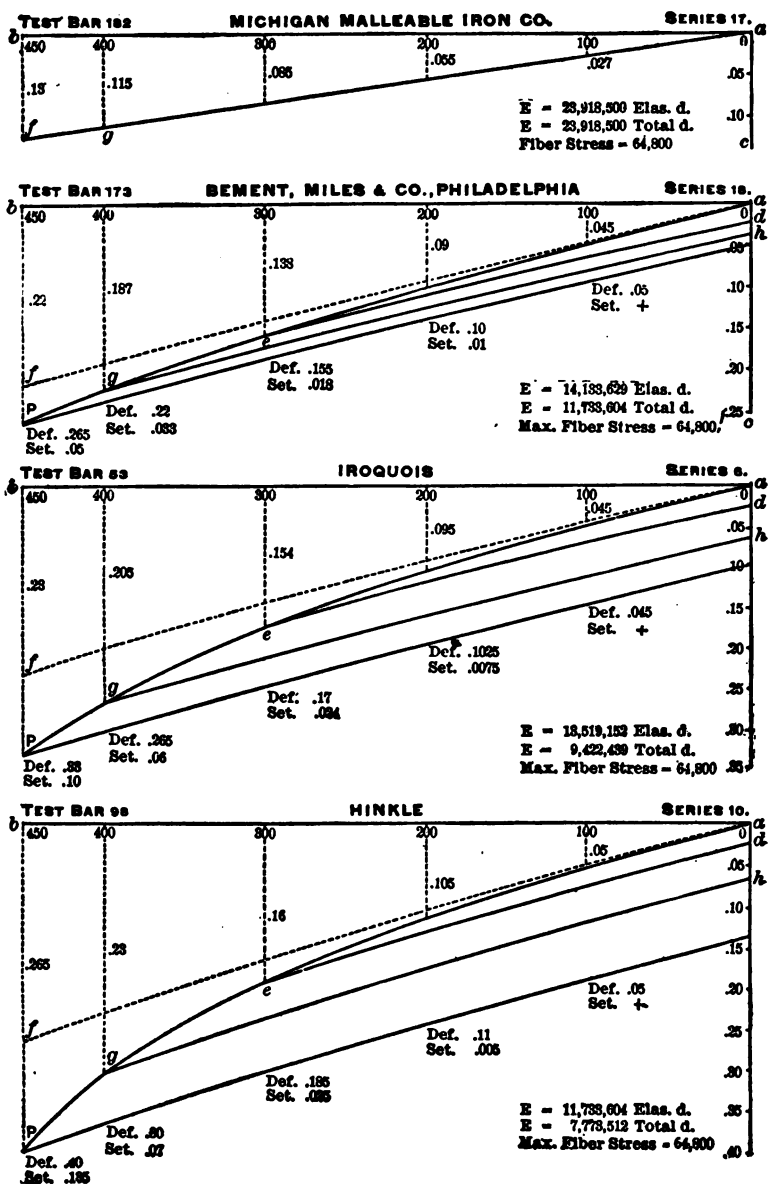 TEST BAR 182 MICHIGAN MALLEABLE IRON CO. SERIES 17.
b 450 400 300 200 100 0 a
.13 .115 .085 .055 .027 .05
.10
f g
E = 23,918,500 Elas. d.
E = 23,918,500 Total d.
Fiber Stress = 64,800 c
TEST BAR 173 BEMENT, MILES & CO., PHILADELPHIA SERIES 18.
b 450 400 300 200 100 0 a
d
h
.22 .187 .138 .09 .045 .05
Def. .05 .10
Set. +
Def. .10 .15
Set. .01
f g e
Def. .155 .20
Set. .018
P
Def. .22
Set. .033
Def. .265
Set. .05
E = 14,133,629 Elas. d.
E = 11,733,604 Total d. .25
Max. Fiber Stress = 64,800
TEST BAR 53 IROQUOIS SERIES 6.
b 450 400 300 200 100 0 a
d
h
.23 .205 .154 .095 .045 .05
.10
Def. .045 .15
Set. +
f e
Def. .1025 .20
Set. .0075
g
Def. .17 .25
Set. .034
P
Def. .265
Set. .06
Def. .33
Set. .10
E = 13,519,152 Elas. d. .30
E = 9,422,439 Total d.
Max. Fiber Stress = 64,800 .35
TEST BAR 96 HINKLE SERIES 10.
b 450 400 300 200 100 0 a
d
h
.265 .23 .16 .105 .05 .05
.10
.15
e
Def. .05 .20
Set. +
f
Def. .11 .25
Set. .005
g .30
Def. .185
Set. .035
P
Def. .30
Set. .07
Def. .40
Set. .135
E = 11,733,604 Elas. d. .35
E = 7,773,512 Total d.
Max. Fiber Stress = 64,800 .40